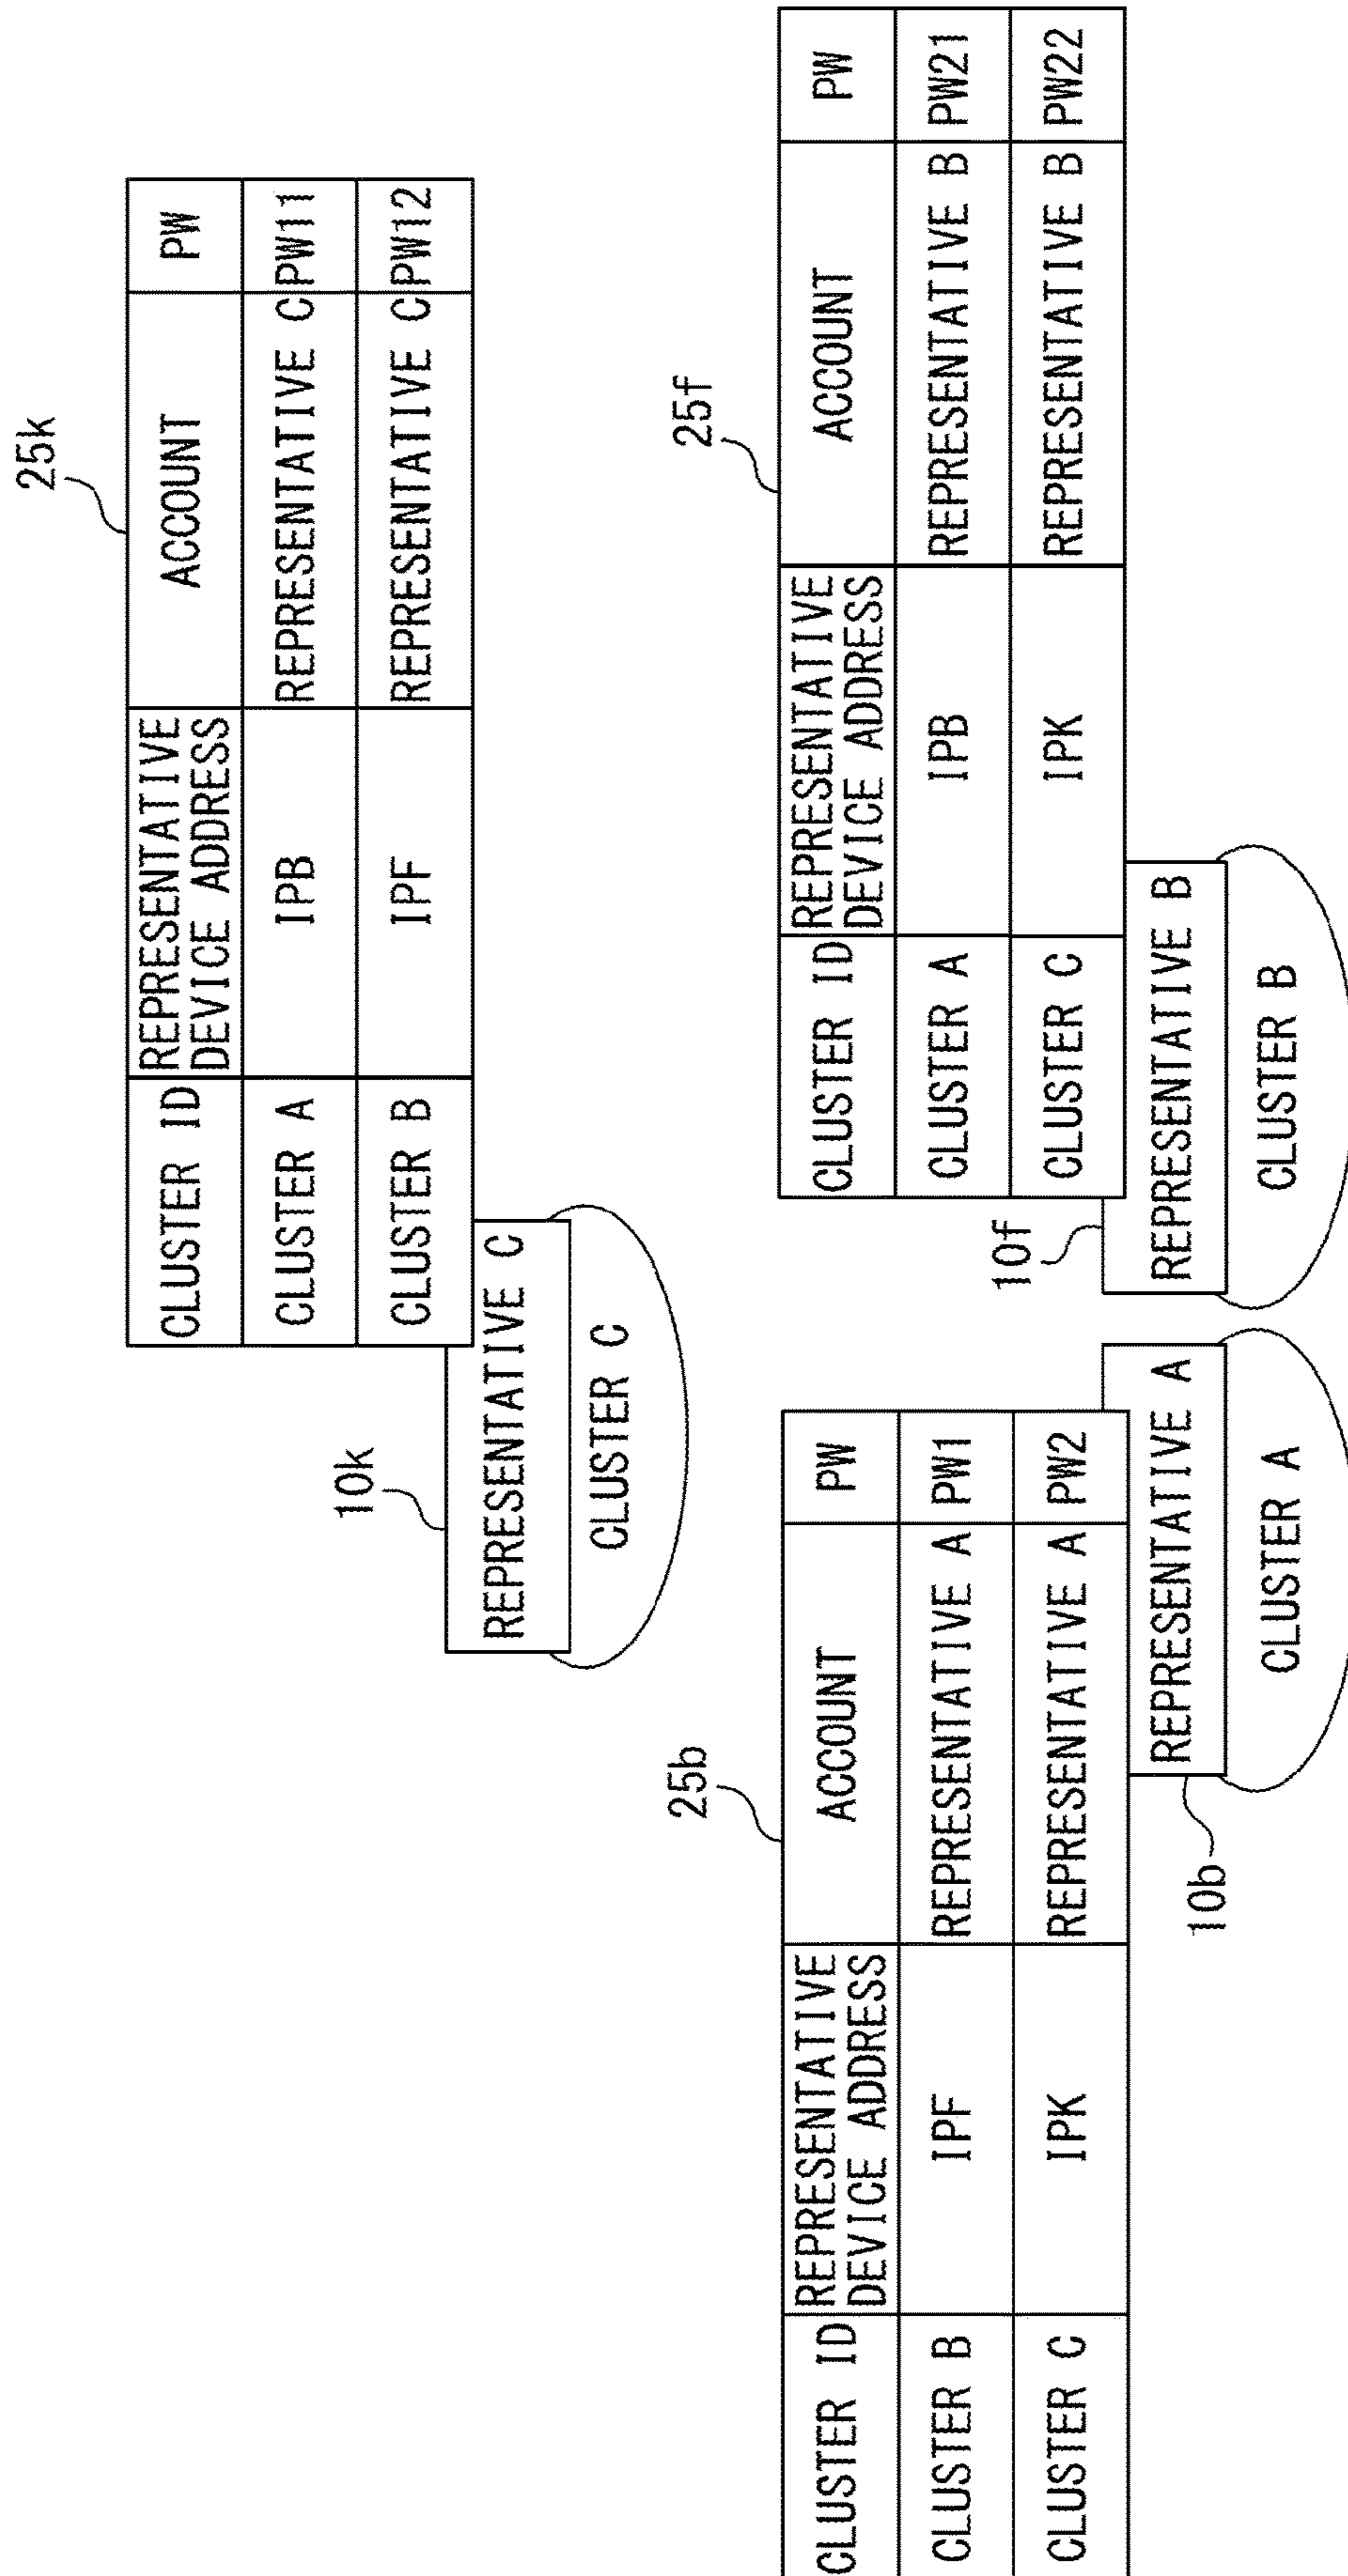 25k
CLUSTER ID REPRESENTATIVE DEVICE ADDRESS ACCOUNT PW
CLUSTER A IPB REPRESENTATIVE C PW11
CLUSTER B IPF REPRESENTATIVE C PW12
10k
REPRESENTATIVE C
CLUSTER C
25b
CLUSTER ID REPRESENTATIVE DEVICE ADDRESS ACCOUNT PW
CLUSTER B IPF REPRESENTATIVE A PW1
CLUSTER C IPK REPRESENTATIVE A PW2
10b
REPRESENTATIVE A
CLUSTER A
25f
CLUSTER ID REPRESENTATIVE DEVICE ADDRESS ACCOUNT PW
CLUSTER A IPB REPRESENTATIVE B PW21
CLUSTER C IPK REPRESENTATIVE B PW22
10f
REPRESENTATIVE B
CLUSTER B